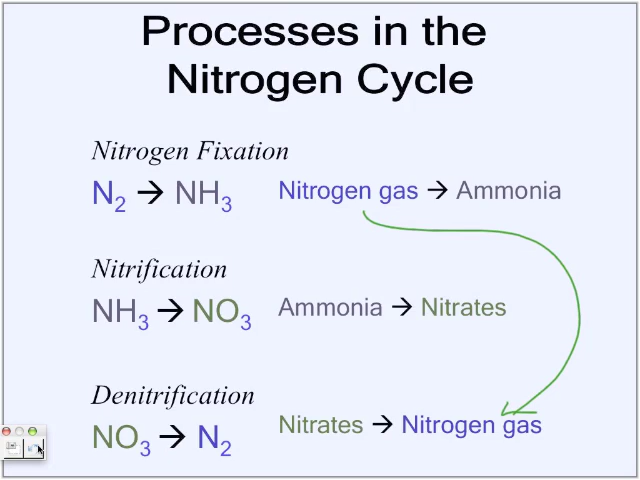 Processes in the
Nitrogen Cycle
Nitrogen Fixation
N2 → NH3 Nitrogen gas → Ammonia
Nitrification
NH3 → NO3 Ammonia → Nitrates
Denitrification
NO3 → N2 Nitrates → Nitrogen gas